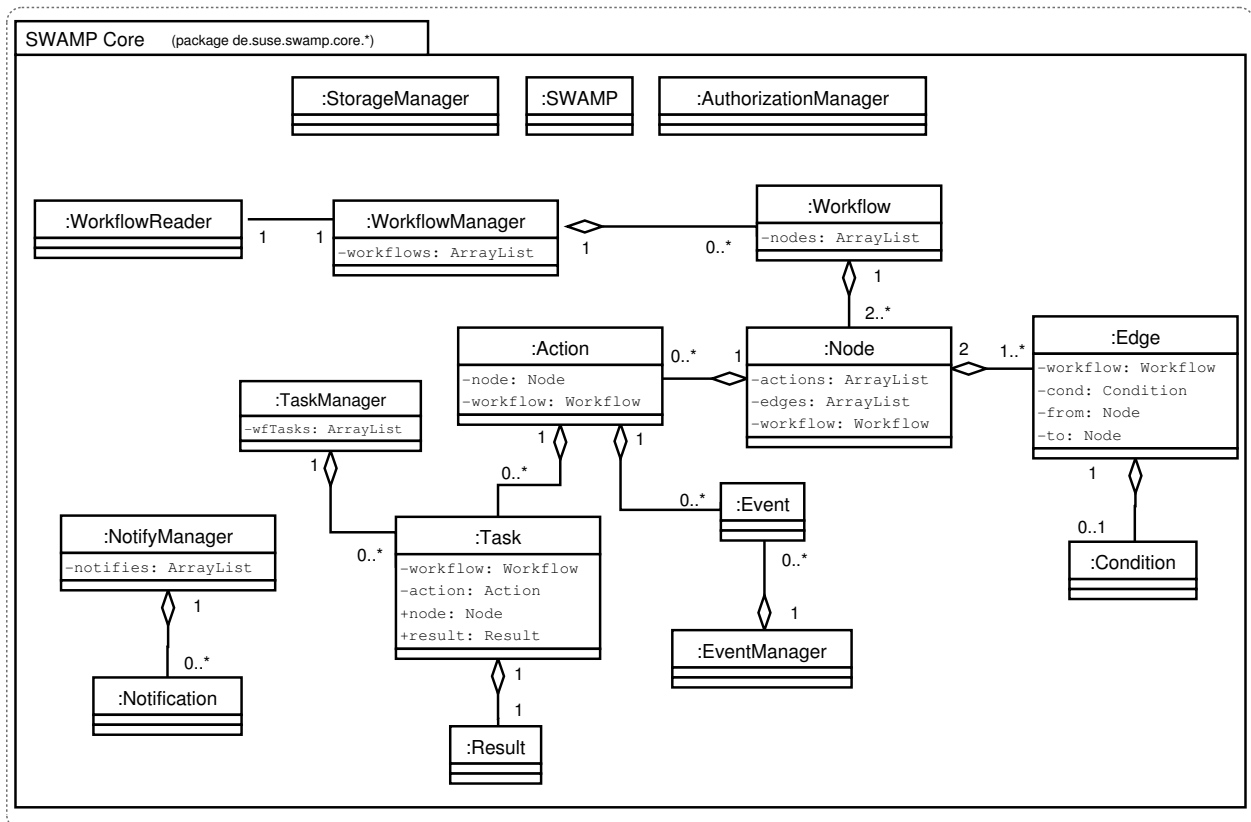 SWAMP Core (package de.suse.swamp.core.*)
:StorageManager
:SWAMP
:AuthorizationManager
:WorkflowReader
1
1
:WorkflowManager
-workflows: ArrayList
1
0..*
:Workflow
-nodes: ArrayList
1
2..*
:Action
-node: Node
-workflow: Workflow
0..*
1
:Node
-actions: ArrayList
-edges: ArrayList
-workflow: Workflow
2
1..*
:Edge
-workflow: Workflow
-cond: Condition
-from: Node
-to: Node
:TaskManager
-wfTasks: ArrayList
1
0..*
1
0..*
1
0..*
:Event
0..*
1
:EventManager
1
0..1
:Condition
:NotifyManager
-notifies: ArrayList
1
0..*
:Notification
:Task
-workflow: Workflow
-action: Action
+node: Node
+result: Result
1
1
:Result